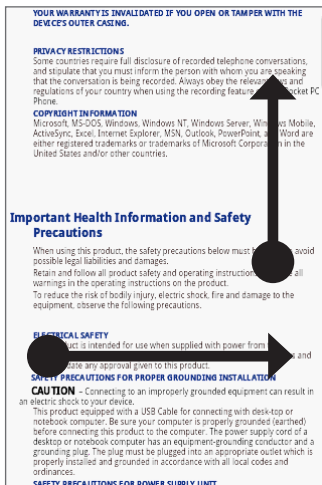 YOUR WARRANTY IS INVALIDATED IF YOU OPEN OR TAMPER WITH THE
DEVICE'S OUTER CASING.
PRIVACY RESTRICTIONS
Some countries require full disclosure of recorded telephone conversations,
and stipulate that you must inform the person with whom you are speaking
that the conversation is being recorded. Always obey the relevant and
regulations of your country when using the recording feature Pocket PC
Phone.
COPYRIGHT INFORMATION
Microsoft, MS-DOS, Windows, Windows NT, Windows Server, Windows Mobile,
ActiveSync, Excel, Internet Explorer, MSN, Outlook, PowerPoint, and Word are
either registered trademarks or trademarks of Microsoft Corporation in the
United States and/or other countries.
Important Health Information and Safety
Precautions
When using this product, the safety precautions below must avoid
possible legal liabilities and damages.
Retain and follow all product safety and operating instructions. all
warnings in the operating instructions on the product.
To reduce the risk of bodily injury, electric shock, fire and damage to the
equipment, observe the following precautions.
ELECTRICAL SAFETY
is intended for use when supplied with power from
and
any approval given to this product.
SAFETY PRECAUTIONS FOR PROPER GROUNDING INSTALLATION
CAUTION – Connecting to an improperly grounded equipment can result in
an electric shock to your device.
This product equipped with a USB Cable for connecting with desk-top or
notebook computer. Be sure your computer is properly grounded (earthed)
before connecting this product to the computer. The power supply cord of a
desktop or notebook computer has an equipment-grounding conductor and a
grounding plug. The plug must be plugged into an appropriate outlet which is
properly installed and grounded in accordance with all local codes and
ordinances.
SAFETY PRECAUTIONS FOR POWER SUPPLY UNIT